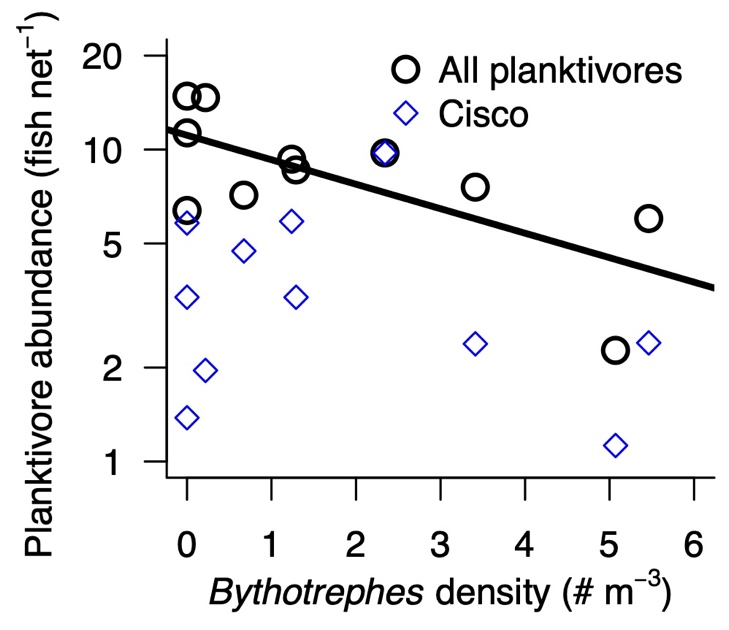 Planktivore abundance (fish net⁻¹)
20
10
5
2
1
All planktivores
Cisco
0 1 2 3 4 5 6
Bythotrephes density (# m⁻³)